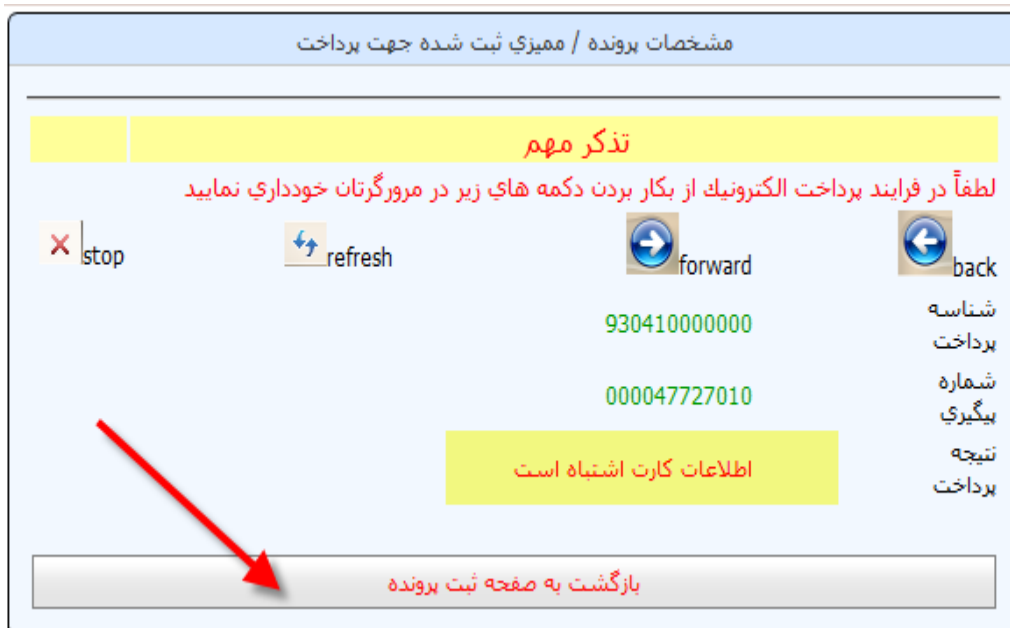 مشخصات پرونده / مميزي ثبت شده جهت پرداخت
تذکر مهم
لطفاً در فرايند پرداخت الکترونيك از بکار بردن دکمه هاي زير در مرورگرتان خودداري نماييد
back forward refresh stop
شناسه پرداخت 930410000000
شماره پيگيري 000047727010
نتيجه پرداخت اطلاعات کارت اشتباه است
بازگشت به صفحه ثبت پرونده